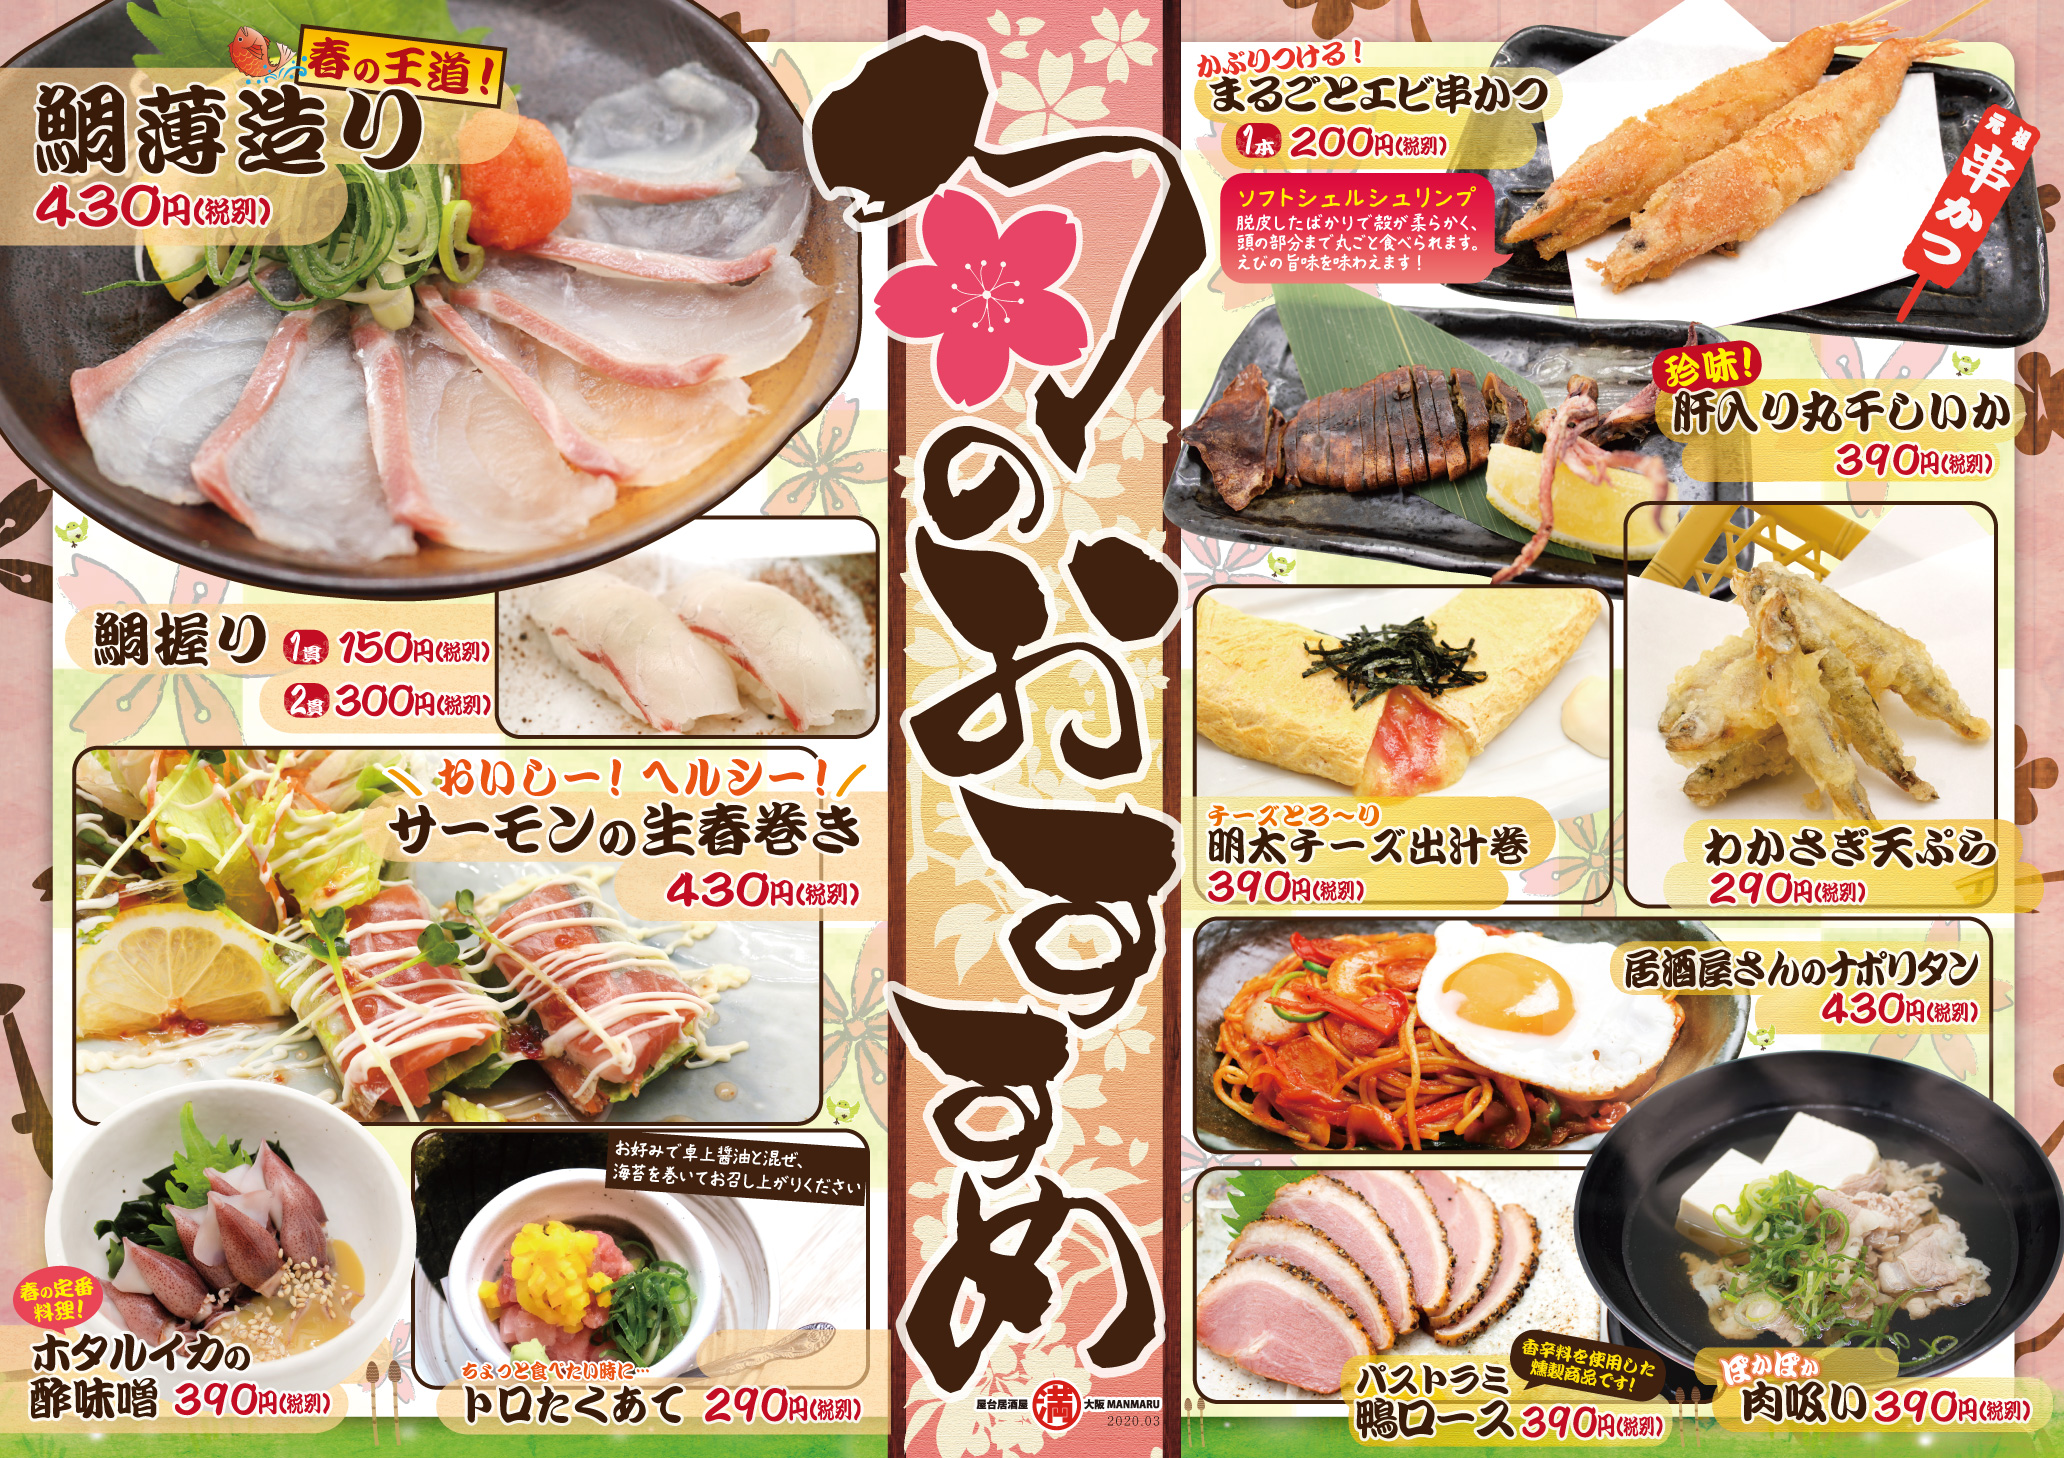 春の王道!
鯛薄造り
430円(税別)
鯛握り
1貫 150円(税別)
2貫 300円(税別)
おいしー!ヘルシー!
サーモンの生春巻き
430円(税別)
春の定番
料理!
ホタルイカの
酢味噌 390円(税別)
お好みで卓上醤油と混ぜ、
海苔を巻いてお召し上がりください
ちょっと食べたい時に…
トロたくあて 290円(税別)
春のおすすめ
屋台居酒屋 満 大阪 MANMARU
2020.03
かぶりつける!
まるごとエビ串かつ
1本 200円(税別)
ソフトシェルシュリンプ
脱皮したばかりで殻が柔らかく、
頭の部分まで丸ごと食べられます。
えびの旨味を味わえます!
元祖
串かつ
珍味!
肝入り丸干しいか
390円(税別)
チーズとろ〜り
明太チーズ出汁巻
390円(税別)
わかさぎ天ぷら
290円(税別)
居酒屋さんのナポリタン
430円(税別)
香辛料を使用した
燻製商品です!
パストラミ
鴨ロース 390円(税別)
ぽかぽか
肉吸い 390円(税別)